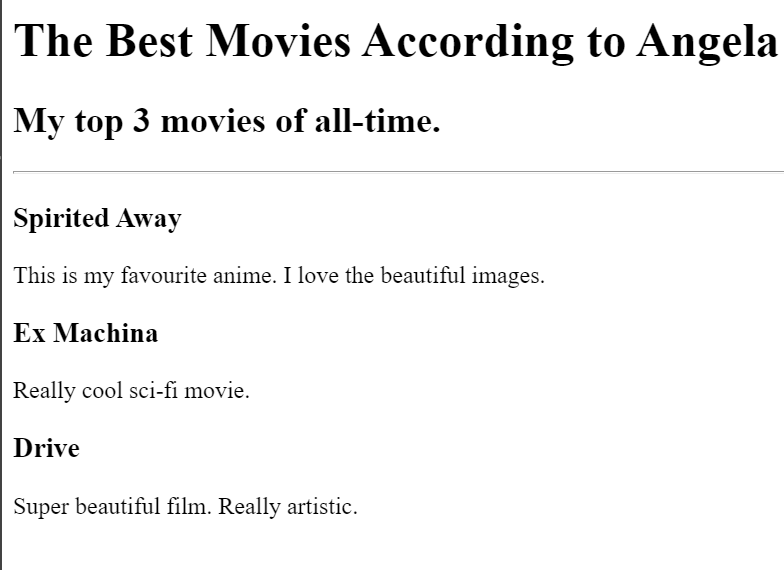 The Best Movies According to Angela
My top 3 movies of all-time.
Spirited Away
This is my favourite anime. I love the beautiful images.
Ex Machina
Really cool sci-fi movie.
Drive
Super beautiful film. Really artistic.